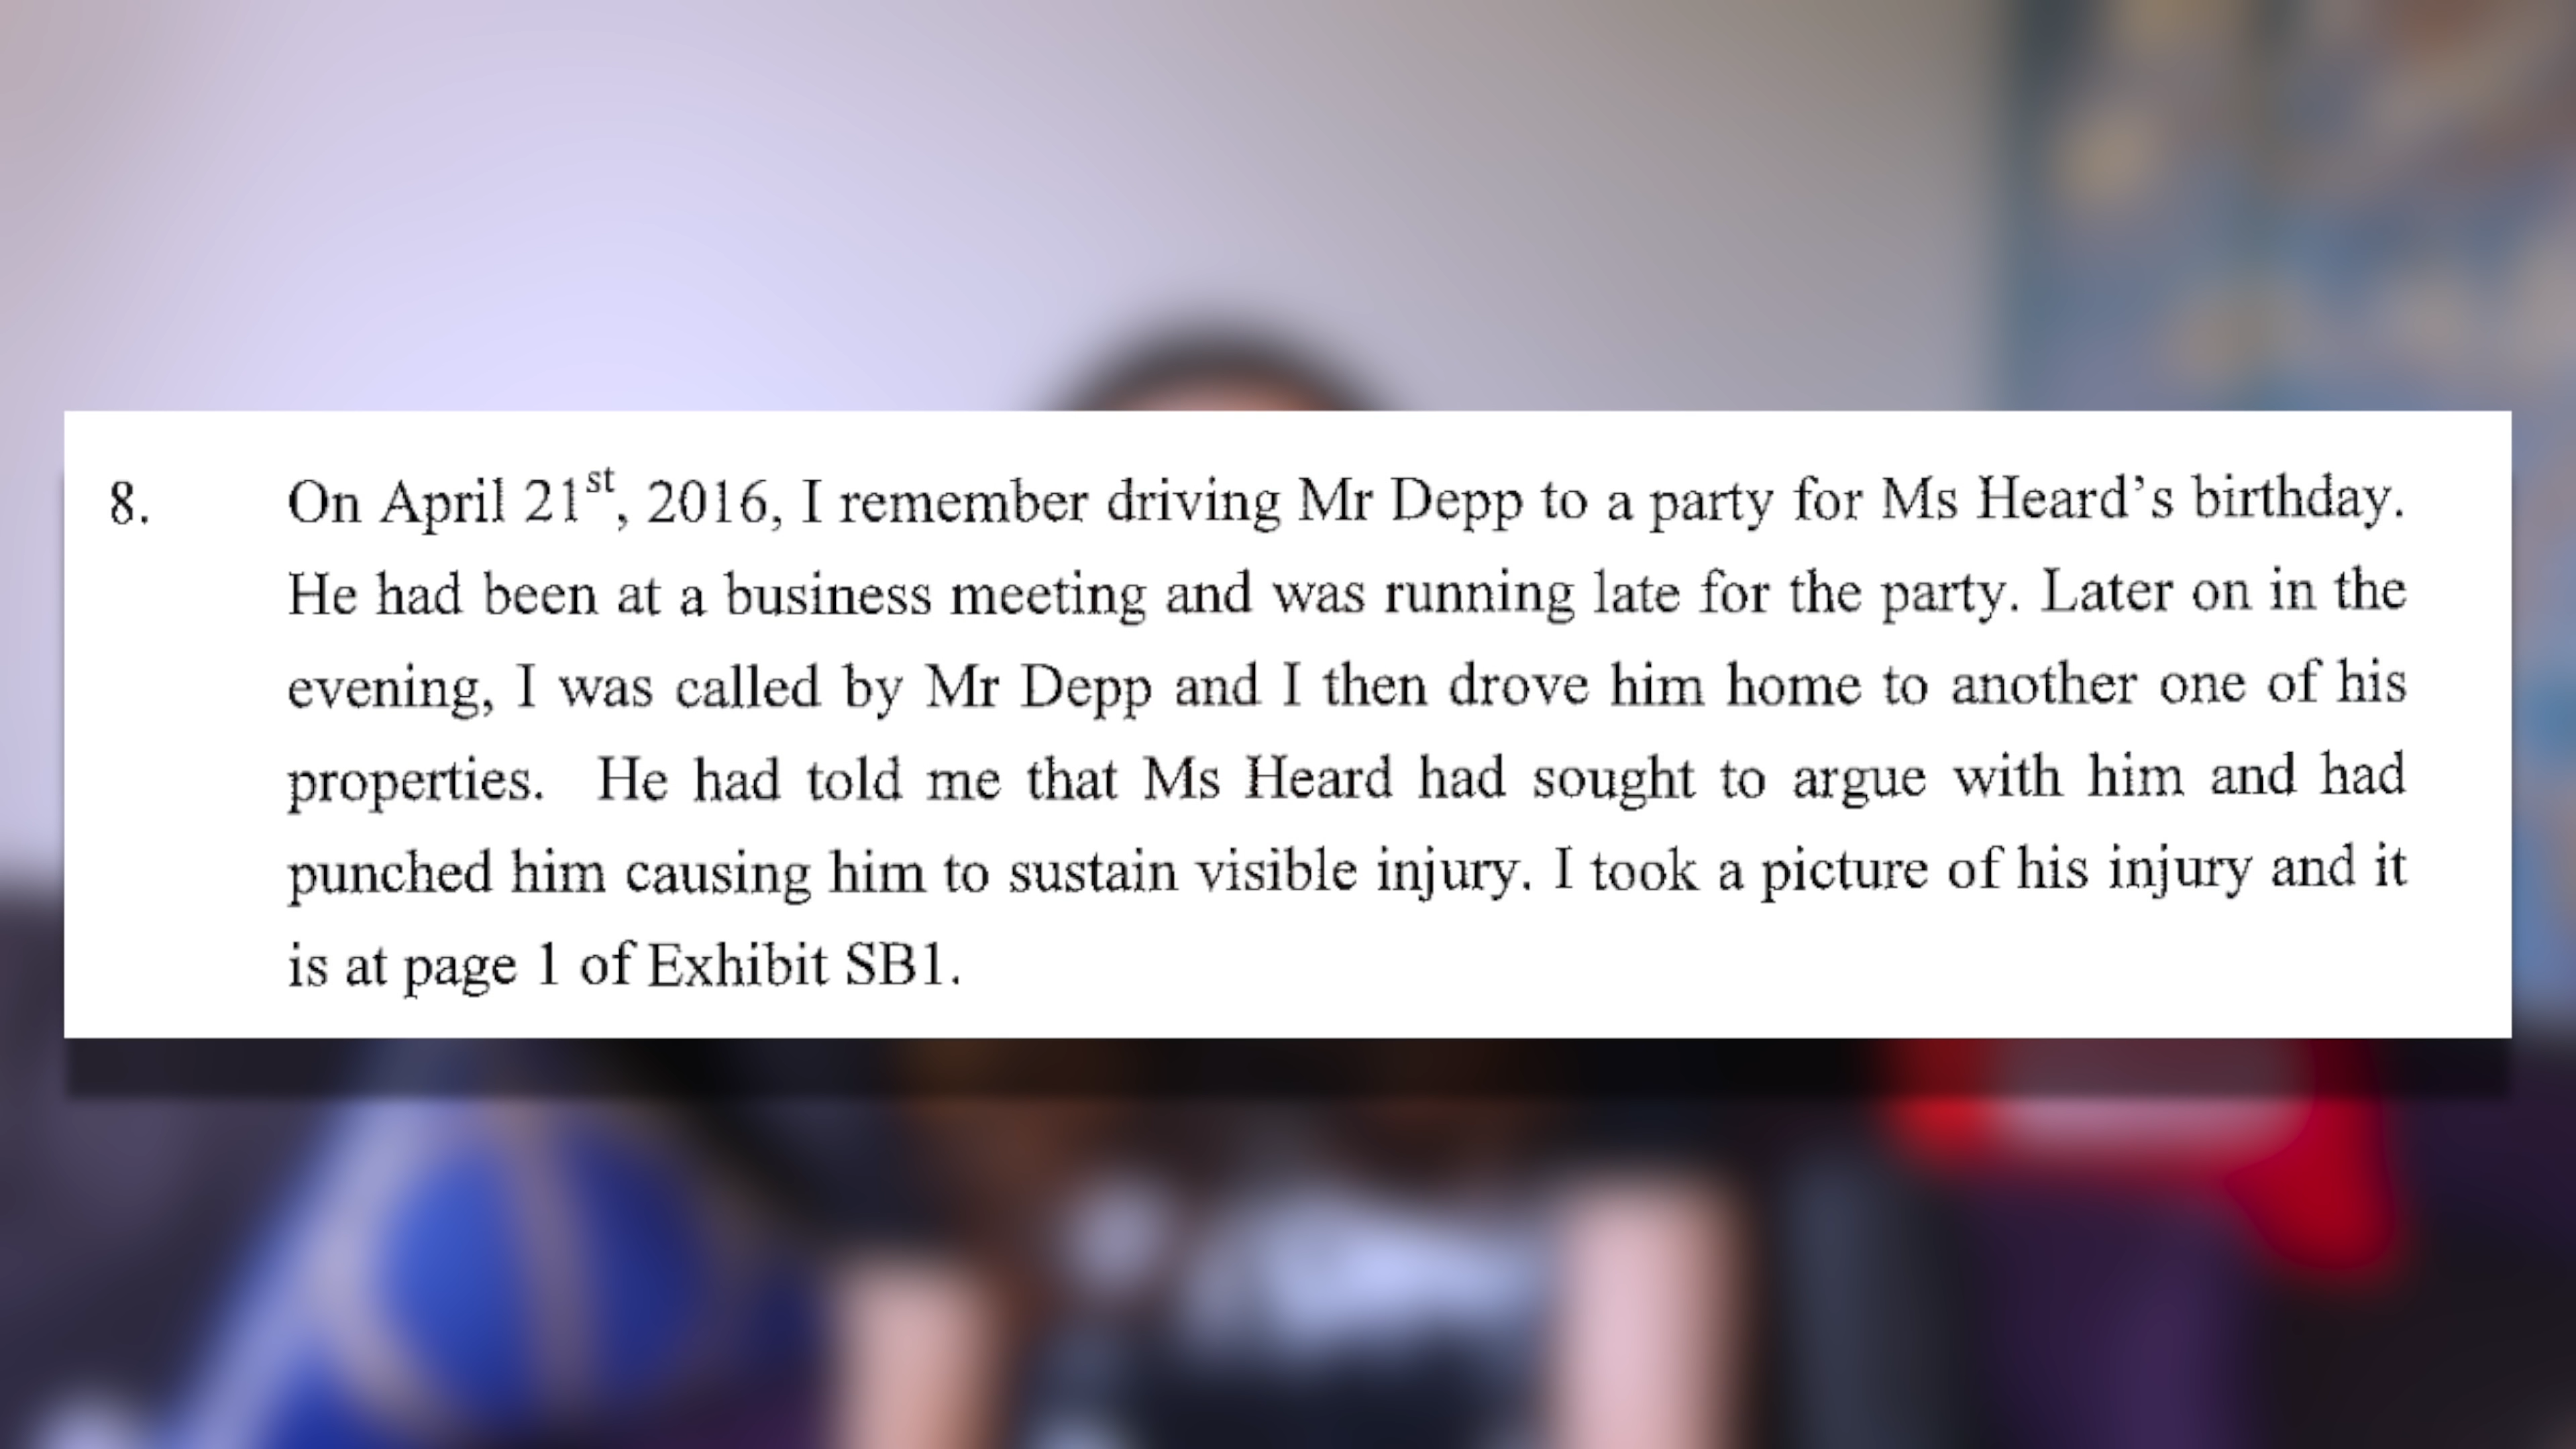 8. On April 21st, 2016, I remember driving Mr Depp to a party for Ms Heard's birthday.
He had been at a business meeting and was running late for the party. Later on in the
evening, I was called by Mr Depp and I then drove him home to another one of his
properties. He had told me that Ms Heard had sought to argue with him and had
punched him causing him to sustain visible injury. I took a picture of his injury and it
is at page 1 of Exhibit SB1.